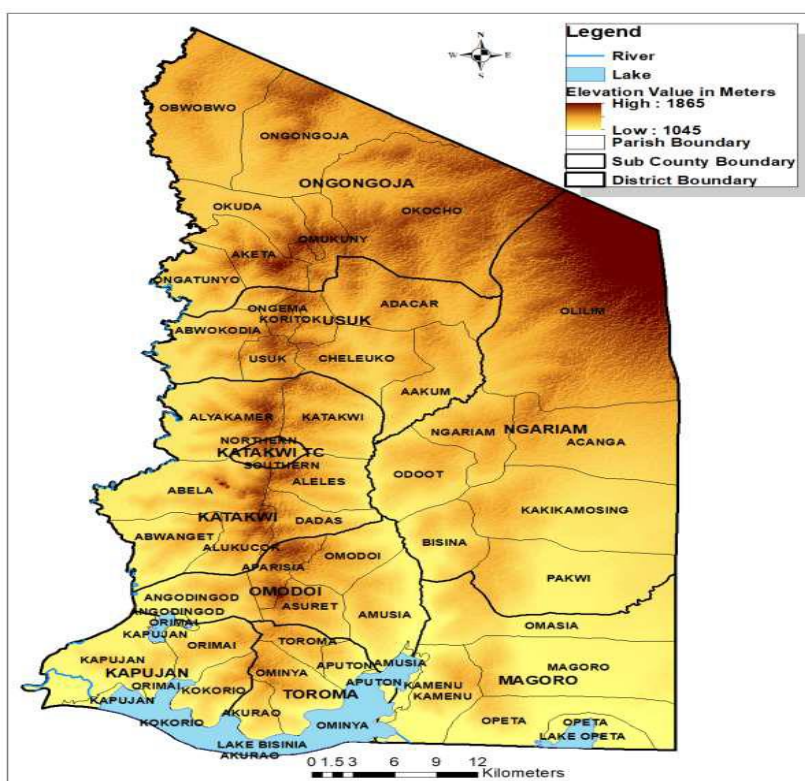 N
W E
S
Legend
River
Lake
Elevation Value in Meters
High : 1865
Low : 1045
Parish Boundary
Sub County Boundary
District Boundary
OBWOBWO
ONGONGOJA
ONGONGOJA
OKUDA
OKOCHO
OMUKUNY
AKETA
ONGATUNYO
ADACAR
ONGEMA
OLILIM
KORITOK USUK
ABWOKODIA
USUK
CHELEUKO
AAKUM
ALYAKAMER
KATAKWI
NGARIAM
NGARIAM
ACANGA
NORTHERN
KATAKWI TC
SOUTHERN
ODOOT
ALELES
ABELA
KAKIKAMOSING
KATAKWI
DADAS
ABWANGET
BISINA
ALUKUCOK
OMODOI
APARISIA
PAKWI
OMODOI
ANGODINGOD
ASURET
ANGODINGOD
AMUSIA
ORIMAI
OMASIA
KAPUJAN
ORIMAI
TOROMA
KAPUJAN
APUTON
AMUSIA
MAGORO
KAPUJAN
OMINYA
MAGORO
APUTON
KAMENU
ORIMAI
KOKORIO
TOROMA
KAMENU
KAPUJAN
AKURAO
KOKORIO
OMINYA
OPETA
OPETA
LAKE OPETA
LAKE BISINIA
AKURAO
0 1.5 3 6 9 12
Kilometers